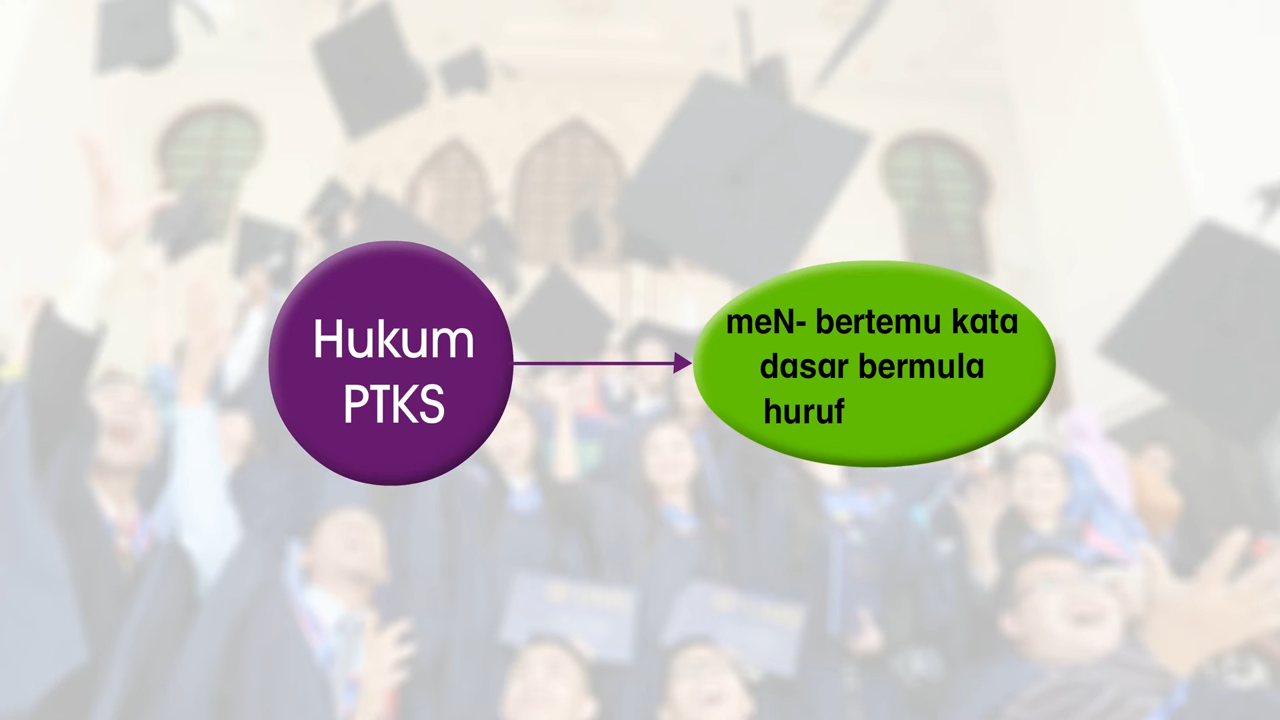 Hukum
PTKS
meN- bertemu kata
dasar bermula
huruf